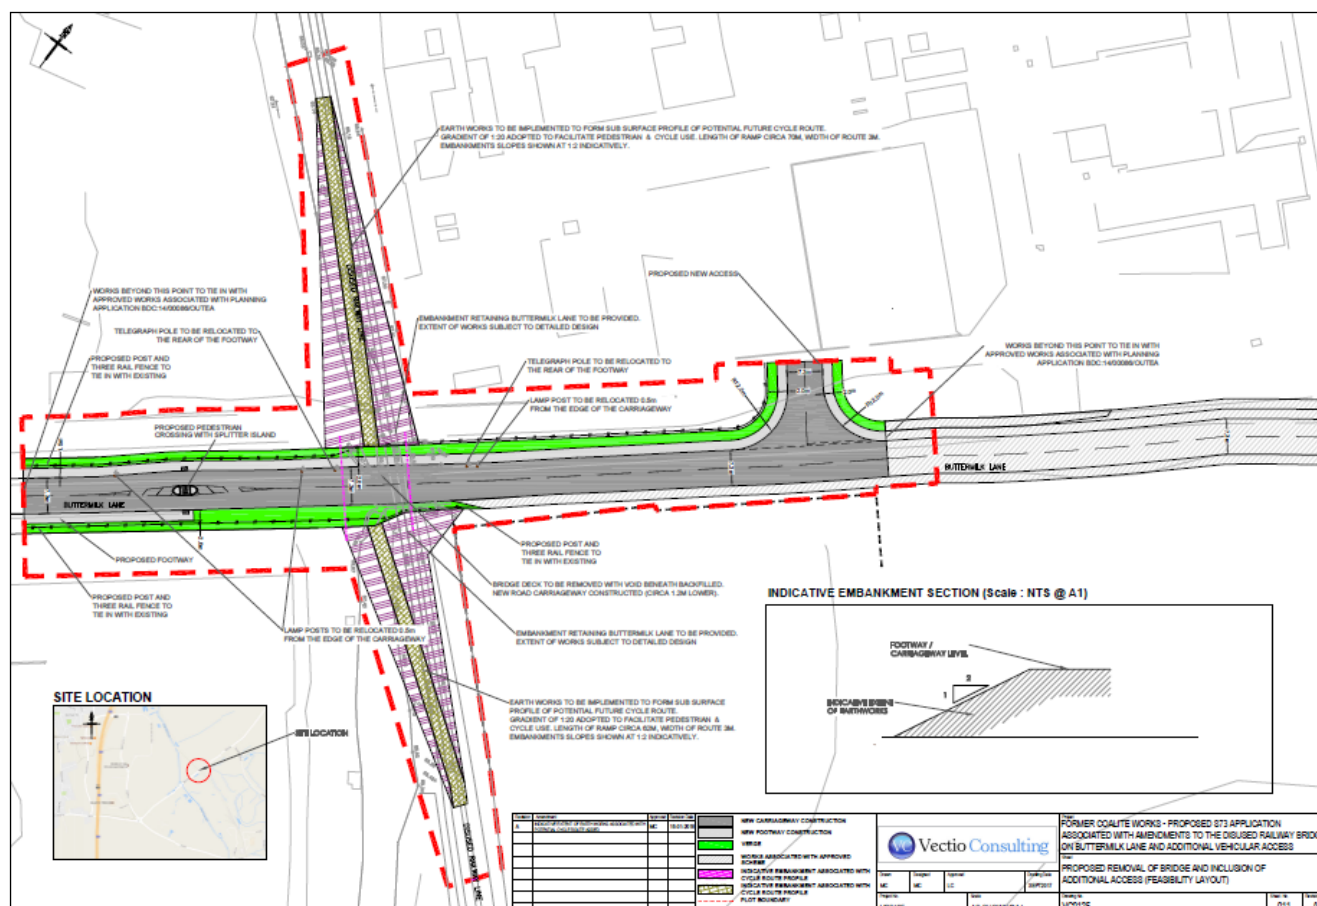 EARTH WORKS TO BE IMPLEMENTED TO FORM SUB SURFACE PROFILE OF POTENTIAL FUTURE CYCLE ROUTE.
GRADIENT OF 1:20 ADOPTED TO FACILITATE PEDESTRIAN & CYCLE USE. LENGTH OF RAMP CIRCA 70M, WIDTH OF ROUTE 3M.
EMBANKMENTS SLOPES SHOWN AT 1:2 INDICATIVELY.
PROPOSED NEW ACCESS
WORKS BEYOND THIS POINT TO TIE IN WITH
APPROVED WORKS ASSOCIATED WITH PLANNING
APPLICATION BDC:14/00086/OUTEA
TELEGRAPH POLE TO BE RELOCATED TO
THE REAR OF THE FOOTWAY
EMBANKMENT RETAINING BUTTERMILK LANE TO BE PROVIDED.
EXTENT OF WORKS SUBJECT TO DETAILED DESIGN
PROPOSED POST AND
THREE RAIL FENCE TO
TIE IN WITH EXISTING
TELEGRAPH POLE TO BE RELOCATED TO
THE REAR OF THE FOOTWAY
WORKS BEYOND THIS POINT TO TIE IN WITH
APPROVED WORKS ASSOCIATED WITH PLANNING
APPLICATION BDC:14/00086/OUTEA
LAMP POST TO BE RELOCATED 0.5m
FROM THE EDGE OF THE CARRIAGEWAY
PROPOSED PEDESTRIAN
CROSSING WITH SPLITTER ISLAND
DISUSED RAILWAY LINE
BUTTERMILK LANE
BUTTERMILK LANE
PROPOSED FOOTWAY
PROPOSED POST AND
THREE RAIL FENCE TO
TIE IN WITH EXISTING
BRIDGE DECK TO BE REMOVED WITH VOID BENEATH BACKFILLED.
NEW ROAD CARRIAGEWAY CONSTRUCTED (CIRCA 1.2M LOWER).
PROPOSED POST AND
THREE RAIL FENCE TO
TIE IN WITH EXISTING
LAMP POSTS TO BE RELOCATED 0.5m
FROM THE EDGE OF THE CARRIAGEWAY
EMBANKMENT RETAINING BUTTERMILK LANE TO BE PROVIDED.
EXTENT OF WORKS SUBJECT TO DETAILED DESIGN
EARTH WORKS TO BE IMPLEMENTED TO FORM SUB SURFACE
PROFILE OF POTENTIAL FUTURE CYCLE ROUTE.
GRADIENT OF 1:20 ADOPTED TO FACILITATE PEDESTRIAN &
CYCLE USE. LENGTH OF RAMP CIRCA 62M, WIDTH OF ROUTE 3M.
EMBANKMENTS SLOPES SHOWN AT 1:2 INDICATIVELY.
DISUSED RAILWAY LINE
INDICATIVE EMBANKMENT SECTION (Scale : NTS @ A1)
FOOTWAY /
CARRIAGEWAY LEVEL
2
1
INDICATIVE EXTENT
OF EARTHWORKS
SITE LOCATION
SITE LOCATION
NEW CARRIAGEWAY CONSTRUCTION
NEW FOOTWAY CONSTRUCTION
VERGE
WORKS ASSOCIATED WITH APPROVED
SCHEME
INDICATIVE EMBANKMENT ASSOCIATED WITH
CYCLE ROUTE PROFILE
INDICATIVE EMBANKMENT ASSOCIATED WITH
CYCLE ROUTE PROFILE
PLOT BOUNDARY
Vectio Consulting
FORMER COALITE WORKS - PROPOSED S73 APPLICATION
ASSOCIATED WITH AMENDMENTS TO THE DISUSED RAILWAY BRIDG
ON BUTTERMILK LANE AND ADDITIONAL VEHICULAR ACCESS
PROPOSED REMOVAL OF BRIDGE AND INCLUSION OF
ADDITIONAL ACCESS (FEASIBILITY LAYOUT)